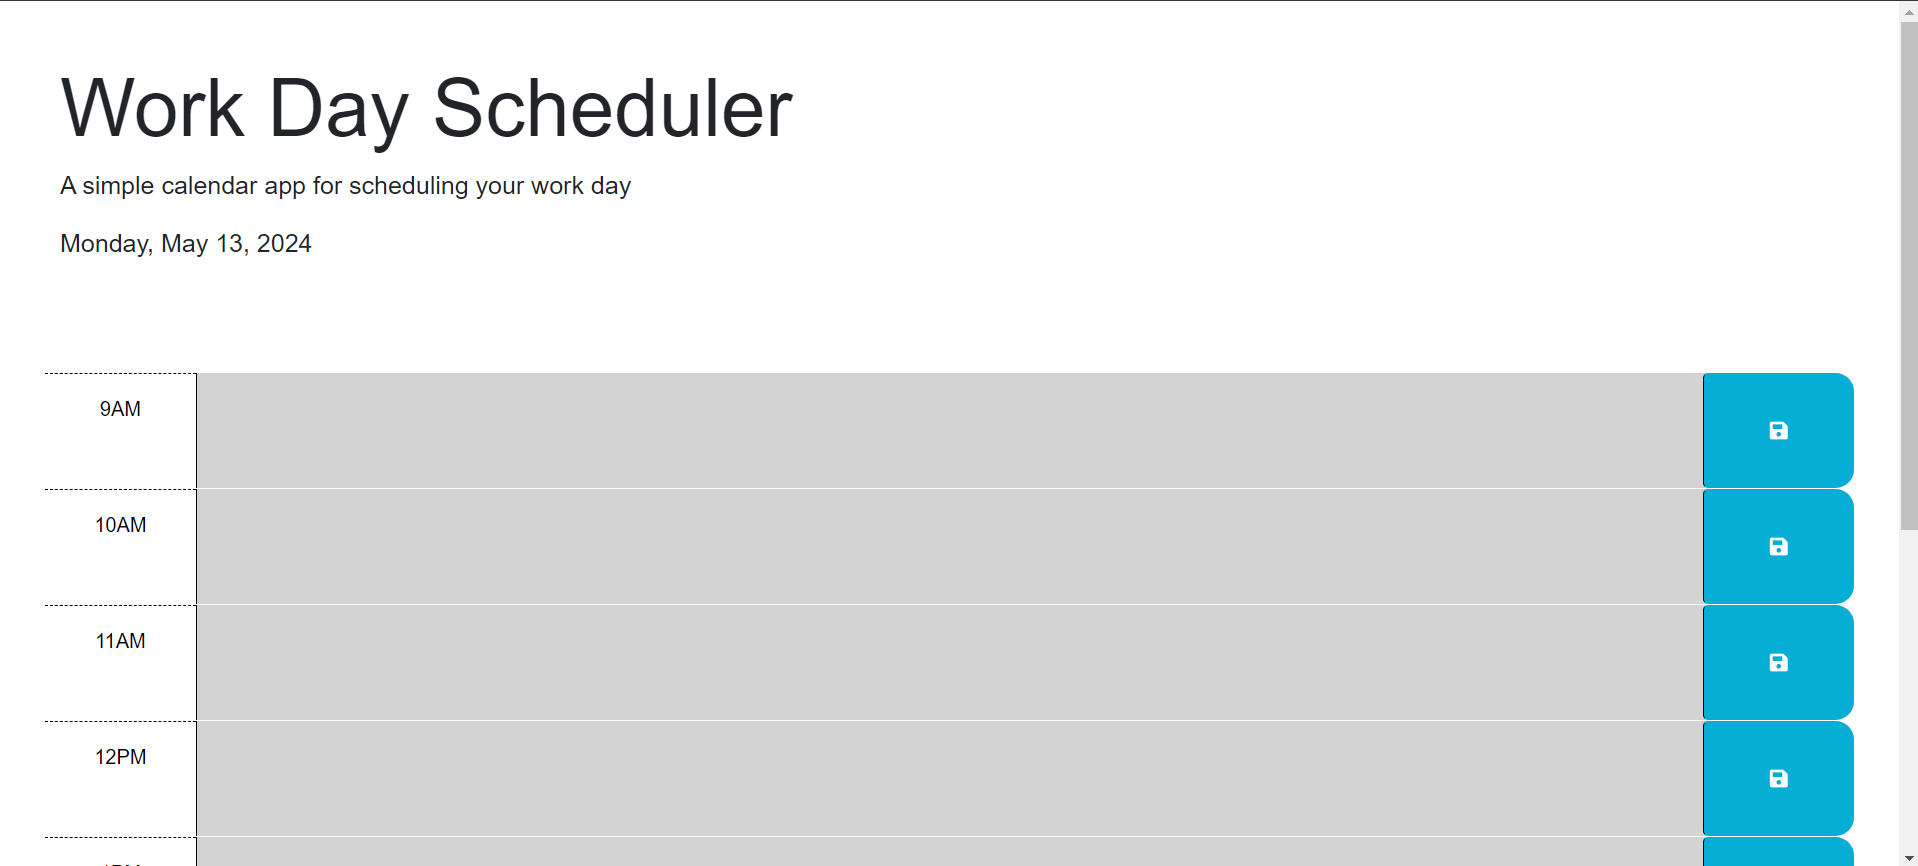 Work Day Scheduler
A simple calendar app for scheduling your work day
Monday, May 13, 2024
9AM
10AM
11AM
12PM